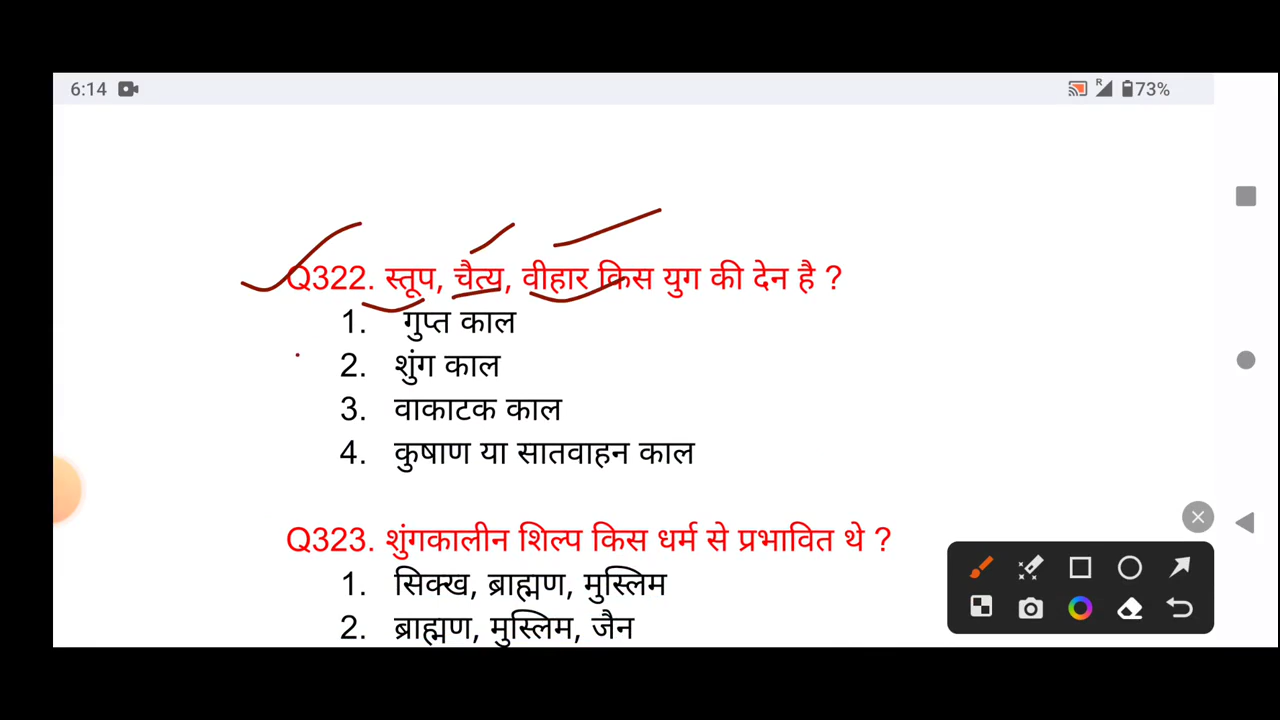 6:14
R
73%
Q322. स्तूप, चैत्य, वीहार किस युग की देन है ?
1. गुप्त काल
2. शुंग काल
3. वाकाटक काल
4. कुषाण या सातवाहन काल
Q323. शुंगकालीन शिल्प किस धर्म से प्रभावित थे ?
1. सिक्ख, ब्राह्मण, मुस्लिम
2. ब्राह्मण, मुस्लिम, जैन